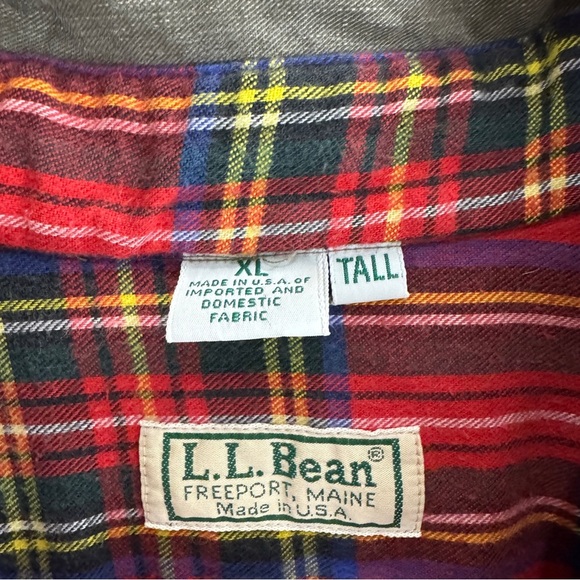 XL
MADE IN U.S.A. OF
IMPORTED AND
DOMESTIC
FABRIC
TALL
L.L.Bean®
FREEPORT, MAINE
Made in U.S.A.